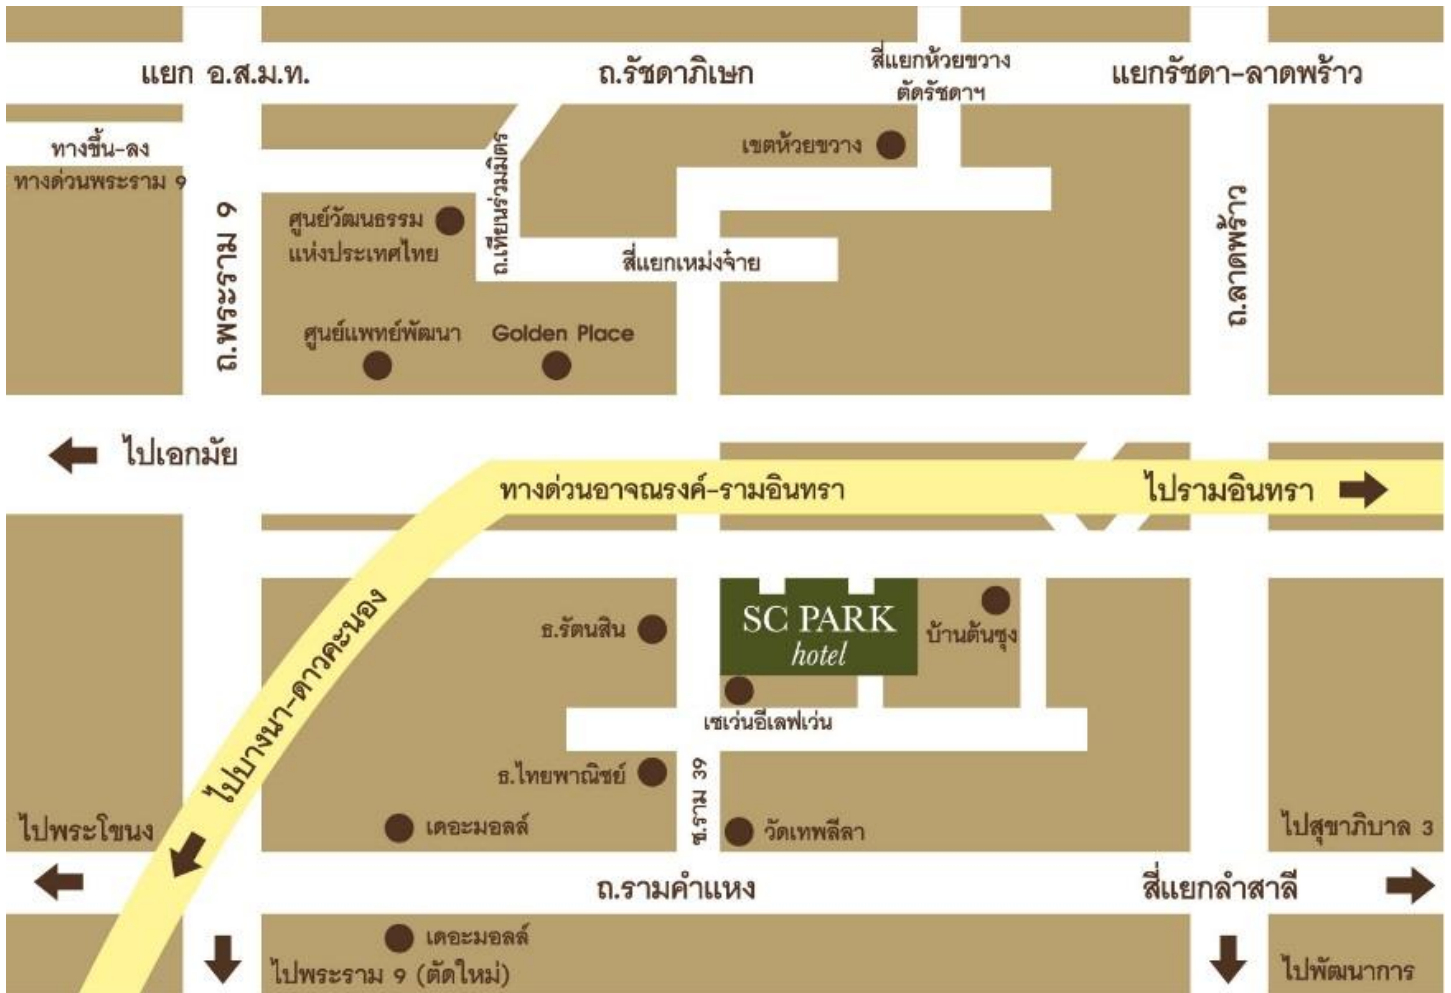 แยก อ.ส.ม.ท.
ถ.รัชดาภิเษก
สี่แยกห้วยขวาง
ตัดรัชดาฯ
แยกรัชดา-ลาดพร้าว
ทางขึ้น-ลง
ทางด่วนพระราม 9
ถ.พระราม 9
ศูนย์วัฒนธรรม
แห่งประเทศไทย
ถ.เทียนร่วมมิตร
เขตห้วยขวาง
สี่แยกเหม่งจ๋าย
ถ.ลาดพร้าว
ศูนย์แพทย์พัฒนา
Golden Place
ไปเอกมัย
ทางด่วนอาจณรงค์-รามอินทรา
ไปรามอินทรา
ไปบางนา-ดาวคะนอง
ธ.รัตนสิน
SC PARK
hotel
บ้านต้นซุง
เซเว่นอีเลฟเว่น
ธ.ไทยพาณิชย์
ซ.ราม 39
ไปพระโขนง
เดอะมอลล์
วัดเทพลีลา
ไปสุขาภิบาล 3
ถ.รามคำแหง
สี่แยกลำสาลี
เดอะมอลล์
ไปพระราม 9 (ตัดใหม่)
ไปพัฒนาการ